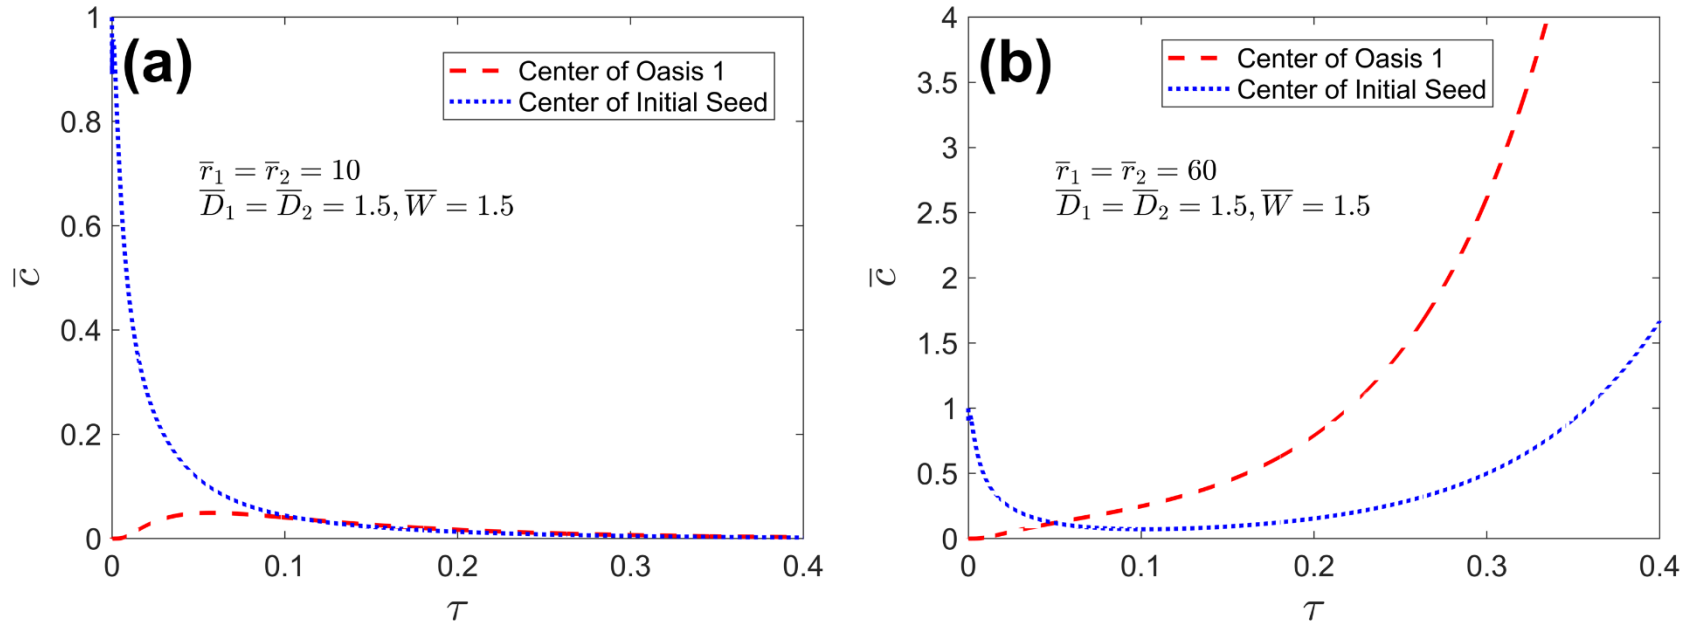 (a)
Center of Oasis 1
Center of Initial Seed
r̅₁ = r̅₂ = 10
D̅₁ = D̅₂ = 1.5, W̅ = 1.5
1
0.8
0.6
0.4
0.2
0
c̅
0 0.1 0.2 0.3 0.4
τ
(b)
Center of Oasis 1
Center of Initial Seed
r̅₁ = r̅₂ = 60
D̅₁ = D̅₂ = 1.5, W̅ = 1.5
4
3.5
3
2.5
2
1.5
1
0.5
0
c̅
0 0.1 0.2 0.3 0.4
τ